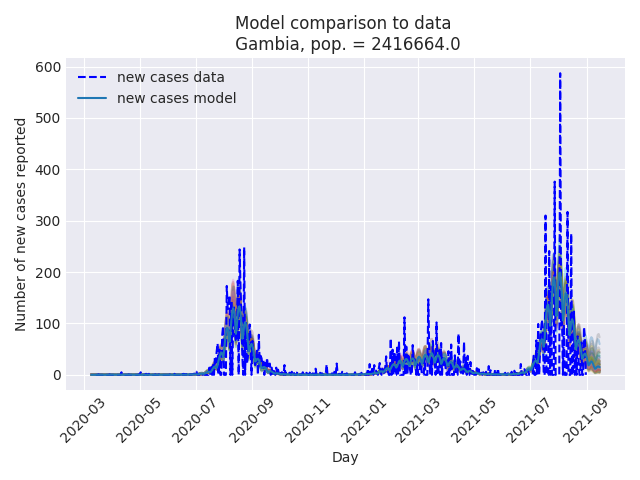 Model comparison to data
Gambia, pop. = 2416664.0
new cases data
new cases model
Number of new cases reported
600
500
400
300
200
100
0
2020-03
2020-05
2020-07
2020-09
2020-11
2021-01
2021-03
2021-05
2021-07
2021-09
Day